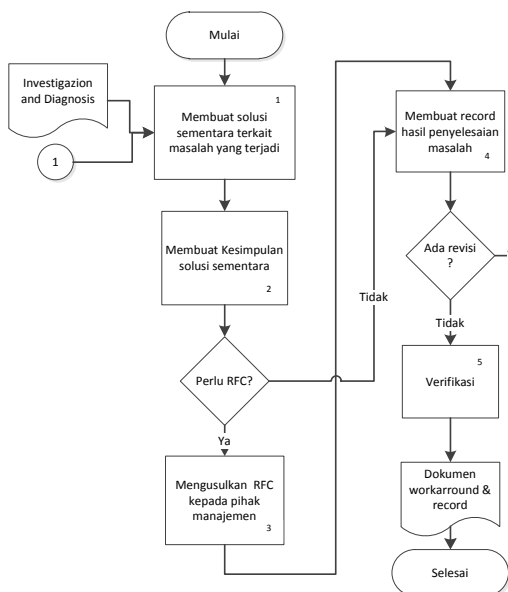 Mulai
Investigazion
and Diagnosis
1
1
Membuat solusi
sementara terkait
masalah yang terjadi
Membuat Kesimpulan
solusi sementara
2
Perlu RFC?
Tidak
Ya
Mengusulkan RFC
kepada pihak
manajemen
3
Membuat record
hasil penyelesaian
masalah
4
Ada revisi
?
Tidak
5
Verifikasi
Dokumen
workarround &
record
Selesai